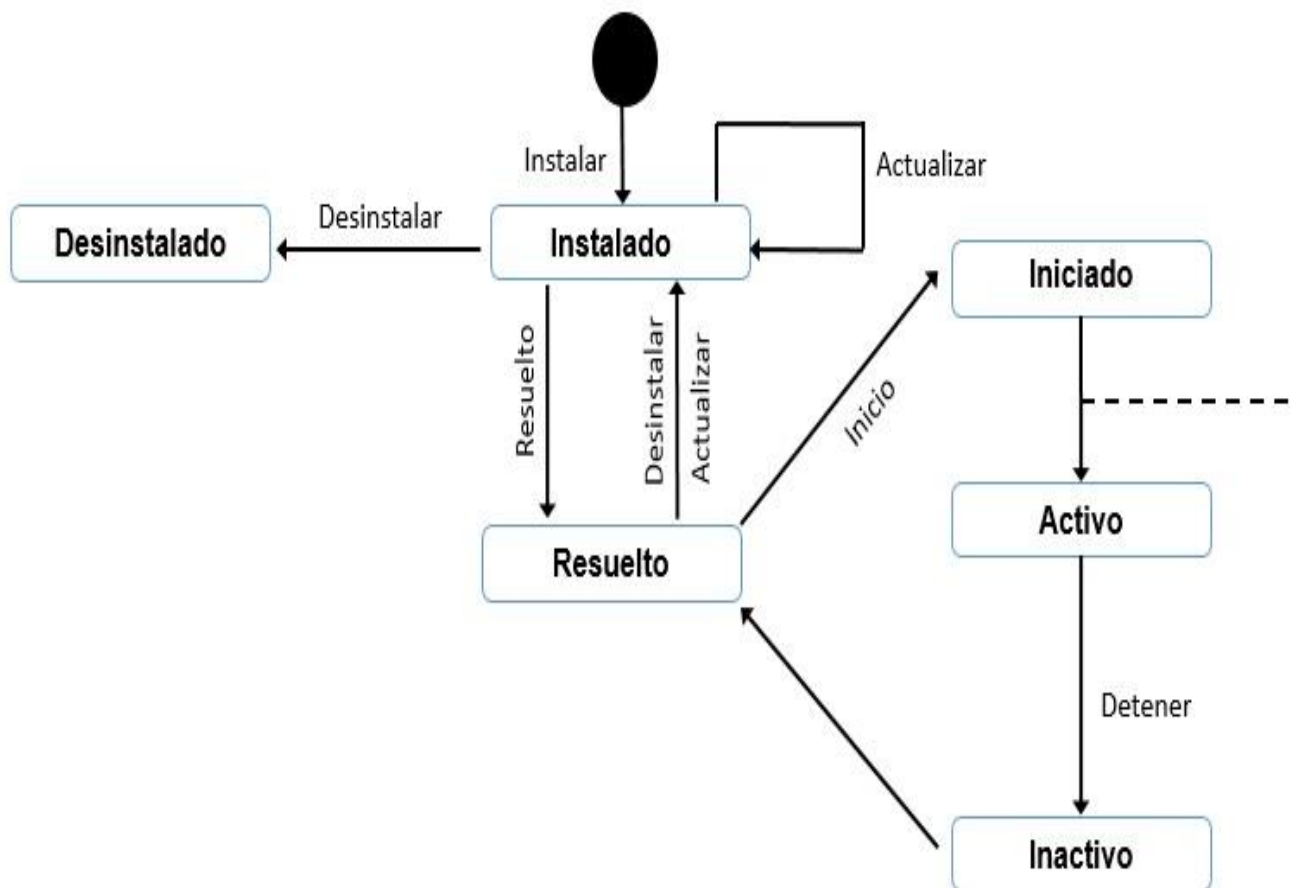 Instalar
Actualizar
Desinstalar
Desinstalado
Instalado
Iniciado
Resuelto
Desinstalar
Actualizar
Inicio
Activo
Resuelto
Detener
Inactivo